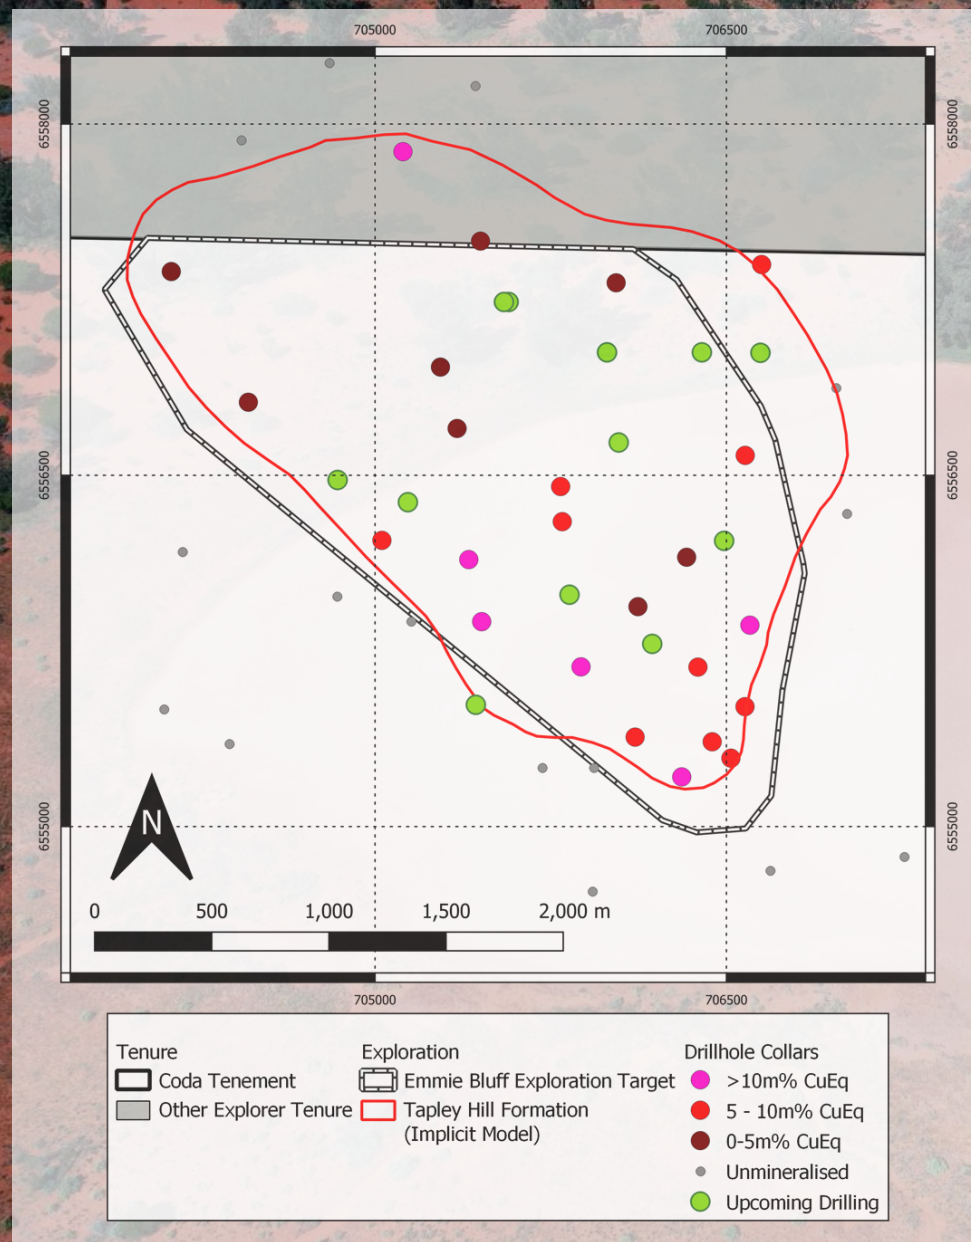 705000 706500
6558000 6558000
6556500 6556500
6555000 6555000
N
0 500 1,000 1,500 2,000 m
705000 706500
Tenure
Coda Tenement
Other Explorer Tenure
Exploration
Emmie Bluff Exploration Target
Tapley Hill Formation
(Implicit Model)
Drillhole Collars
>10m% CuEq
5 - 10m% CuEq
0-5m% CuEq
Unmineralised
Upcoming Drilling